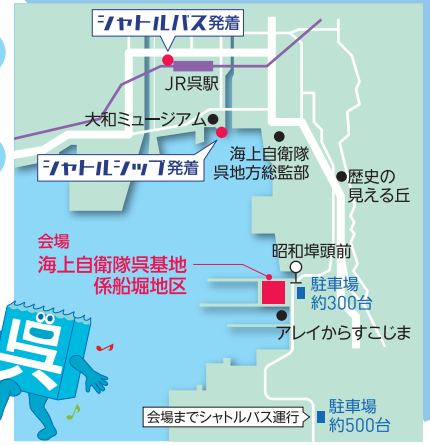 シャトルバス発着
JR呉駅
大和ミュージアム
シャトルシップ発着
海上自衛隊
呉地方総監部
歴史の
見える丘
会場
海上自衛隊呉基地
係船堀地区
昭和埠頭前
駐車場
約300台
アレイからすこじま
呉
会場までシャトルバス運行
駐車場
約500台